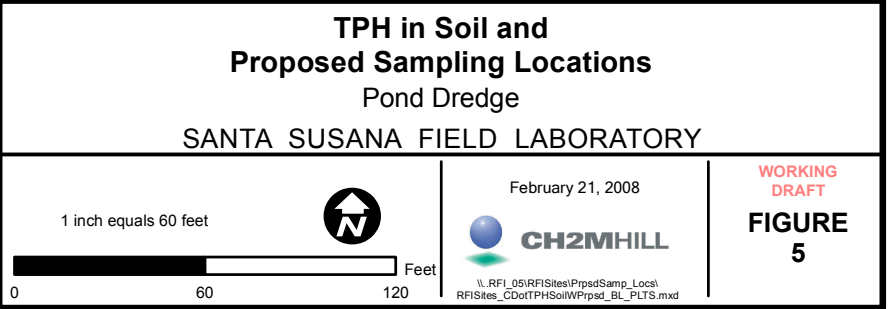 TPH in Soil and
Proposed Sampling Locations
Pond Dredge
SANTA SUSANA FIELD LABORATORY
1 inch equals 60 feet
N
Feet
0 60 120
February 21, 2008
CH2MHILL
\\..RFI_05\RFISites\PrpsdSamp_Locs\
RFISites_CDotTPHSoilWPrpsd_BL_PLTS.mxd
WORKING
DRAFT
FIGURE
5